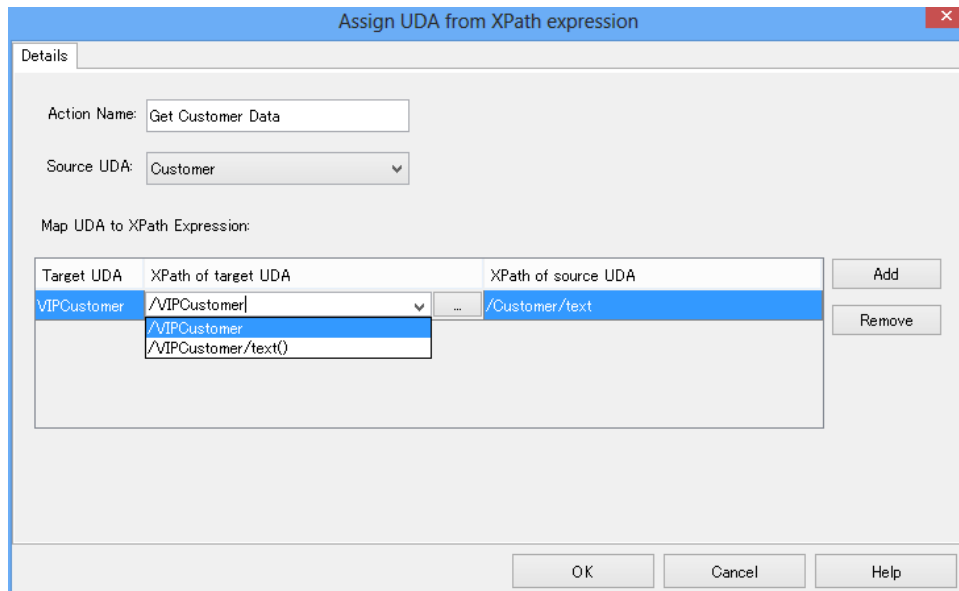 Assign UDA from XPath expression
Details
Action Name: Get Customer Data
Source UDA: Customer
Map UDA to XPath Expression:
Target UDA XPath of target UDA XPath of source UDA Add
VIPCustomer /VIPCustomer ... /Customer/text Remove
/VIPCustomer
/VIPCustomer/text()
OK Cancel Help